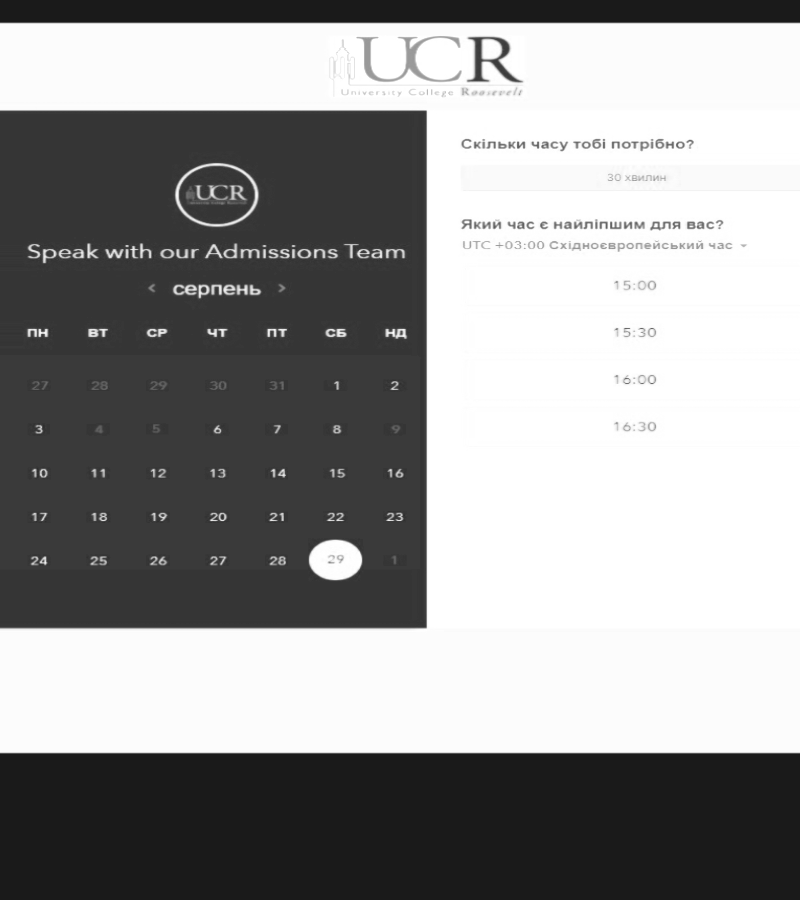 UCR
University College Roosevelt
UCR
Speak with our Admissions Team
< серпень >
ПН ВТ СР ЧТ ПТ СБ НД
27 28 29 30 31 1 2
3 4 5 6 7 8 9
10 11 12 13 14 15 16
17 18 19 20 21 22 23
24 25 26 27 28 29 1
Скільки часу тобі потрібно?
30 хвилин
Який час є найліпшим для вас?
UTC +03:00 Східноєвропейський час
15:00
15:30
16:00
16:30